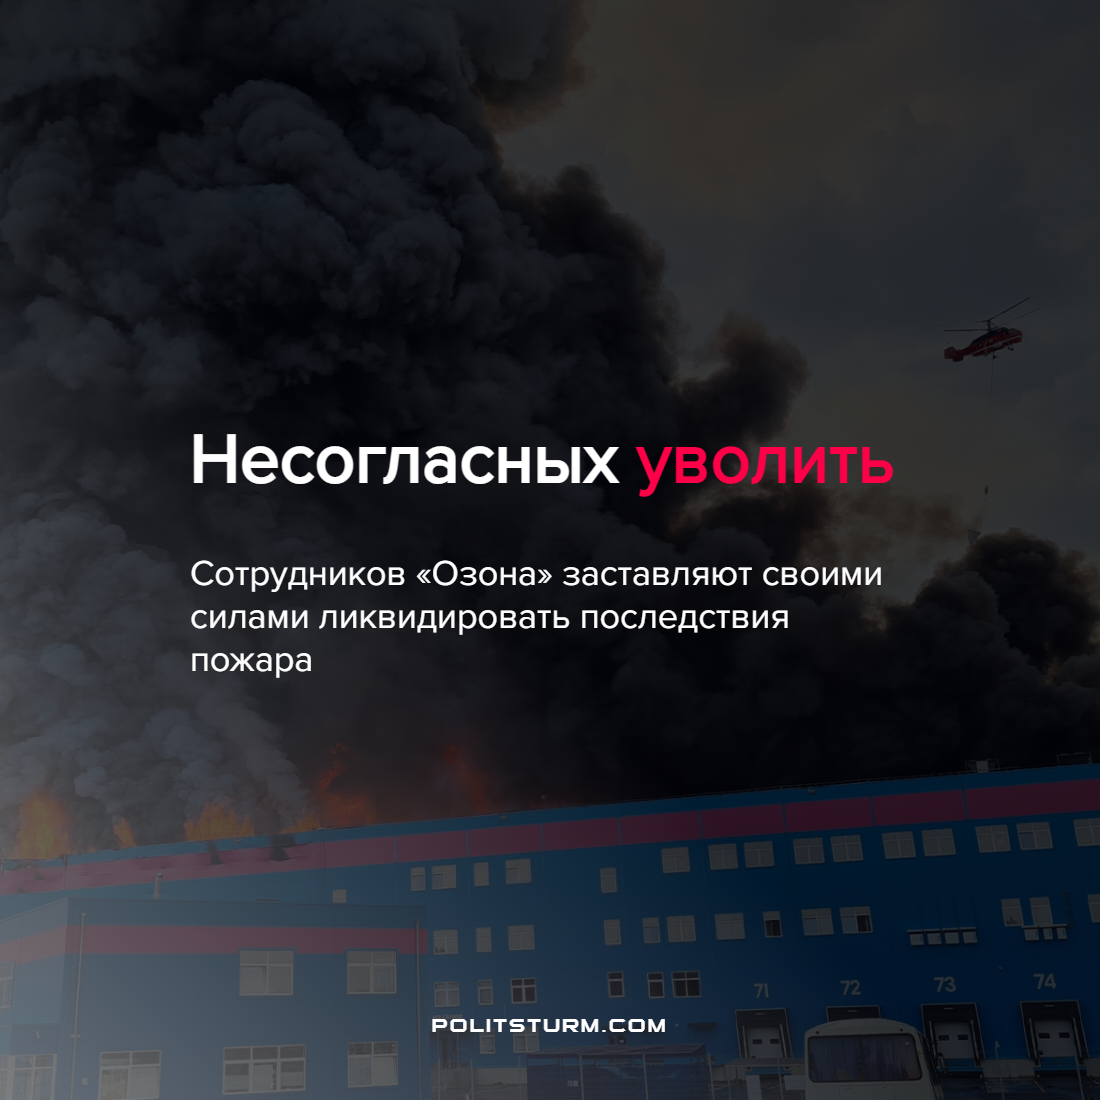 Несогласных уволить
Сотрудников «Озона» заставляют своими
силами ликвидировать последствия
пожара
71 72 73 74
POLITSTURM.COM